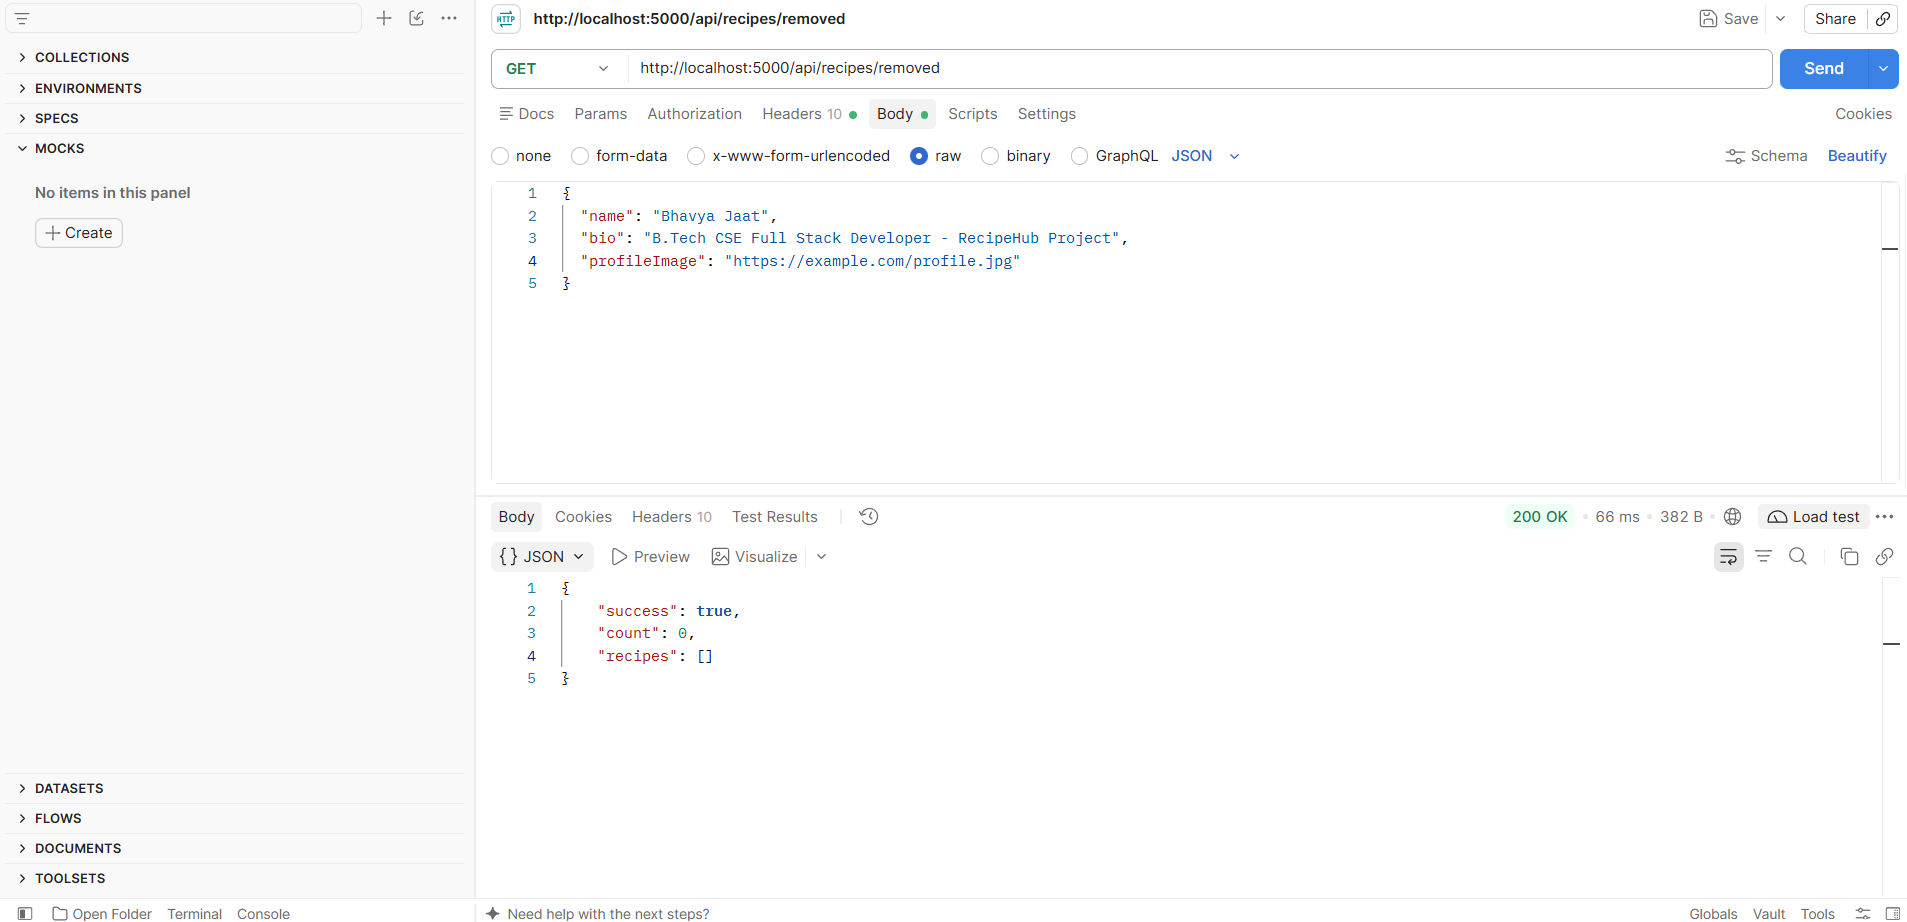 HTTP http://localhost:5000/api/recipes/removed
Save
Share
COLLECTIONS
ENVIRONMENTS
SPECS
MOCKS
No items in this panel
Create
DATASETS
FLOWS
DOCUMENTS
TOOLSETS
GET http://localhost:5000/api/recipes/removed Send
Docs Params Authorization Headers 10 Body Scripts Settings Cookies
none form-data x-www-form-urlencoded raw binary GraphQL JSON Schema Beautify
1 {
2 "name": "Bhavya Jaat",
3 "bio": "B.Tech CSE Full Stack Developer - RecipeHub Project",
4 "profileImage": "https://example.com/profile.jpg"
5 }
Body Cookies Headers 10 Test Results 200 OK 66 ms 382 B Load test
{} JSON Preview Visualize
1 {
2 "success": true,
3 "count": 0,
4 "recipes": []
5 }
Open Folder Terminal Console Need help with the next steps? Globals Vault Tools